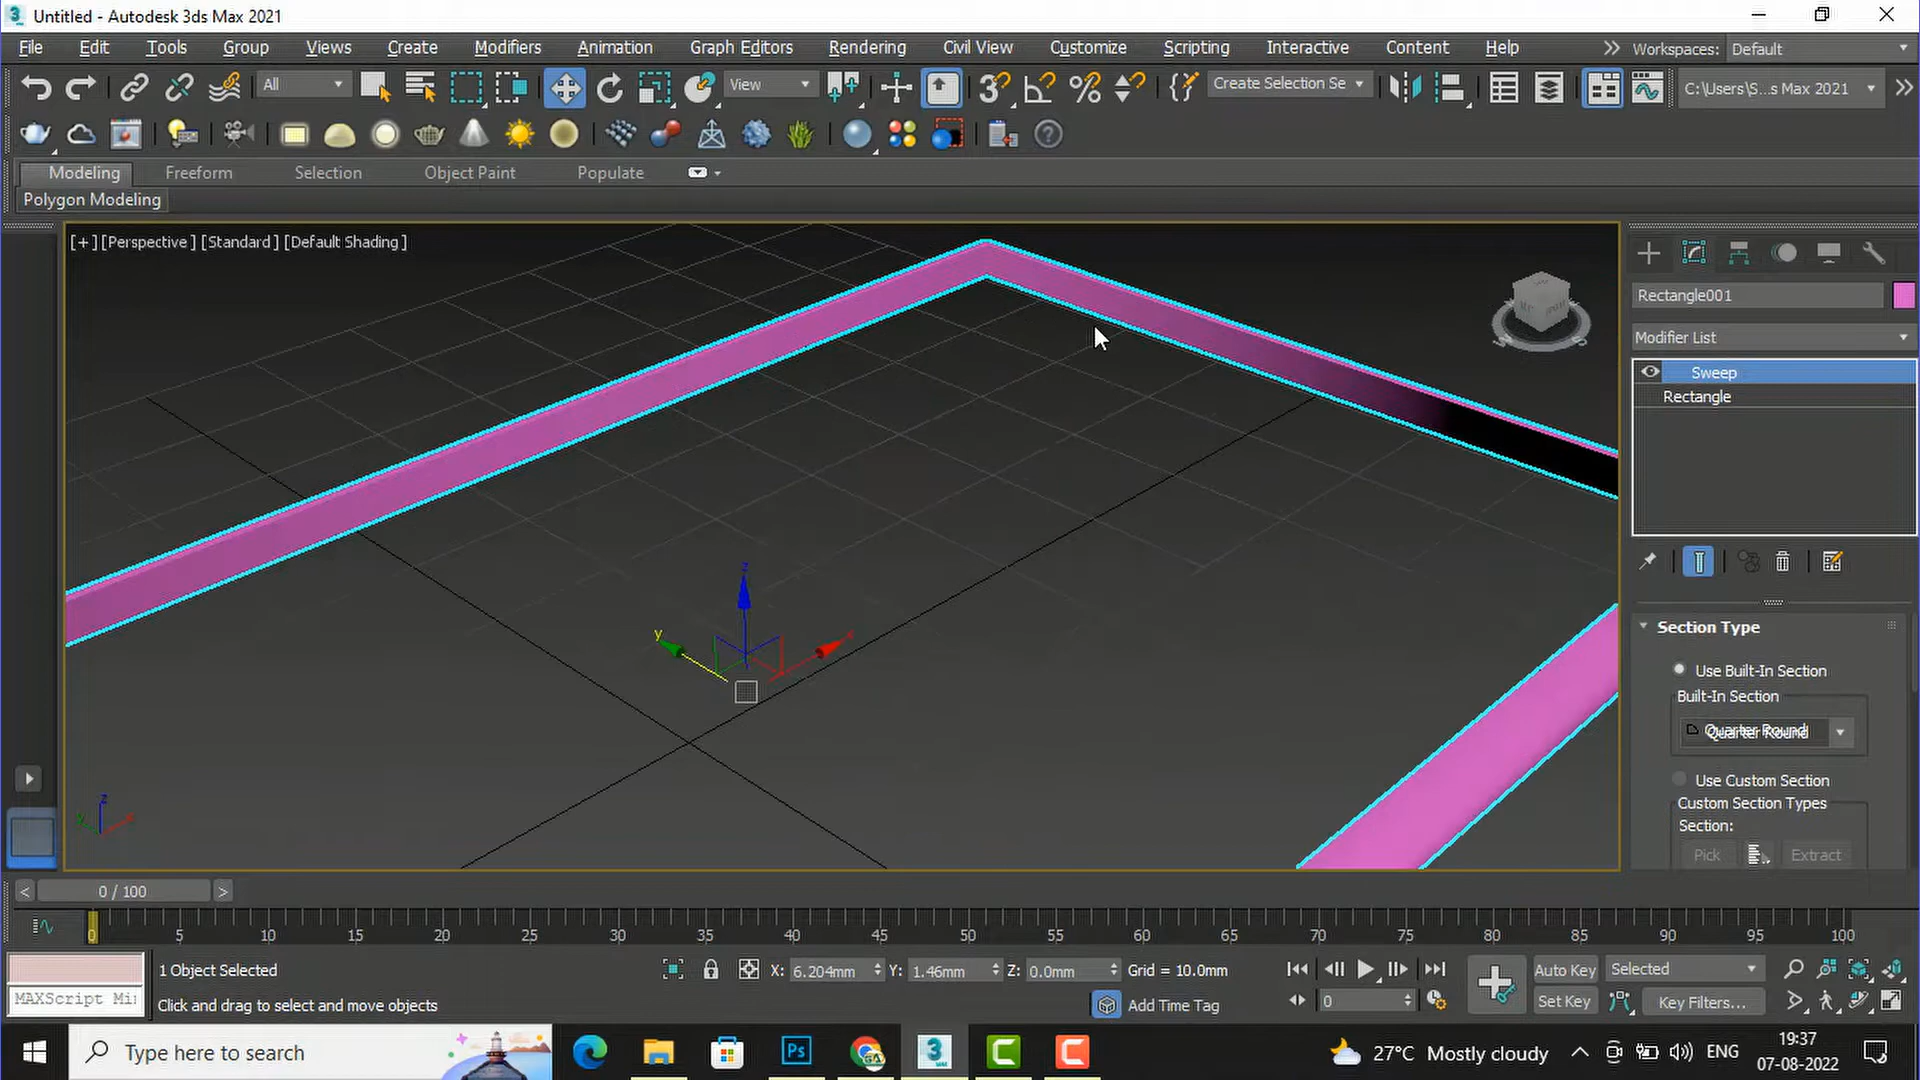 3 Untitled - Autodesk 3ds Max 2021
File Edit Tools Group Views Create Modifiers Animation Graph Editors Rendering Civil View Customize Scripting Interactive Content Help Workspaces: Default
All View Create Selection Se C:\Users\S...s Max 2021
Modeling Freeform Selection Object Paint Populate
Polygon Modeling
[+] [Perspective] [Standard] [Default Shading]
Rectangle001
Modifier List
Sweep
Rectangle
z
y
x
Section Type
Use Built-In Section
Built-In Section
Quarter Round
Use Custom Section
Custom Section Types
Section:
Pick Extract
z
y x
< 0 / 100 >
0 5 10 15 20 25 30 35 40 45 50 55 60 65 70 75 80 85 90 95 100
1 Object Selected X: 6.204mm Y: 1.46mm Z: 0.0mm Grid = 10.0mm Auto Key Selected
MAXScript Mi Click and drag to select and move objects Add Time Tag 0 Set Key Key Filters...
Type here to search Ps GA 3 C C 27°C Mostly cloudy ENG 19:37
07-08-2022